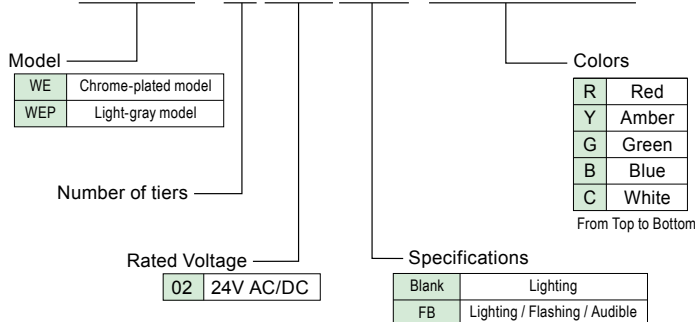 Model
WE Chrome-plated model
WEP Light-gray model
Number of tiers
Rated Voltage
02 24V AC/DC
Specifications
Blank Lighting
FB Lighting / Flashing / Audible
Colors
R Red
Y Amber
G Green
B Blue
C White
From Top to Bottom